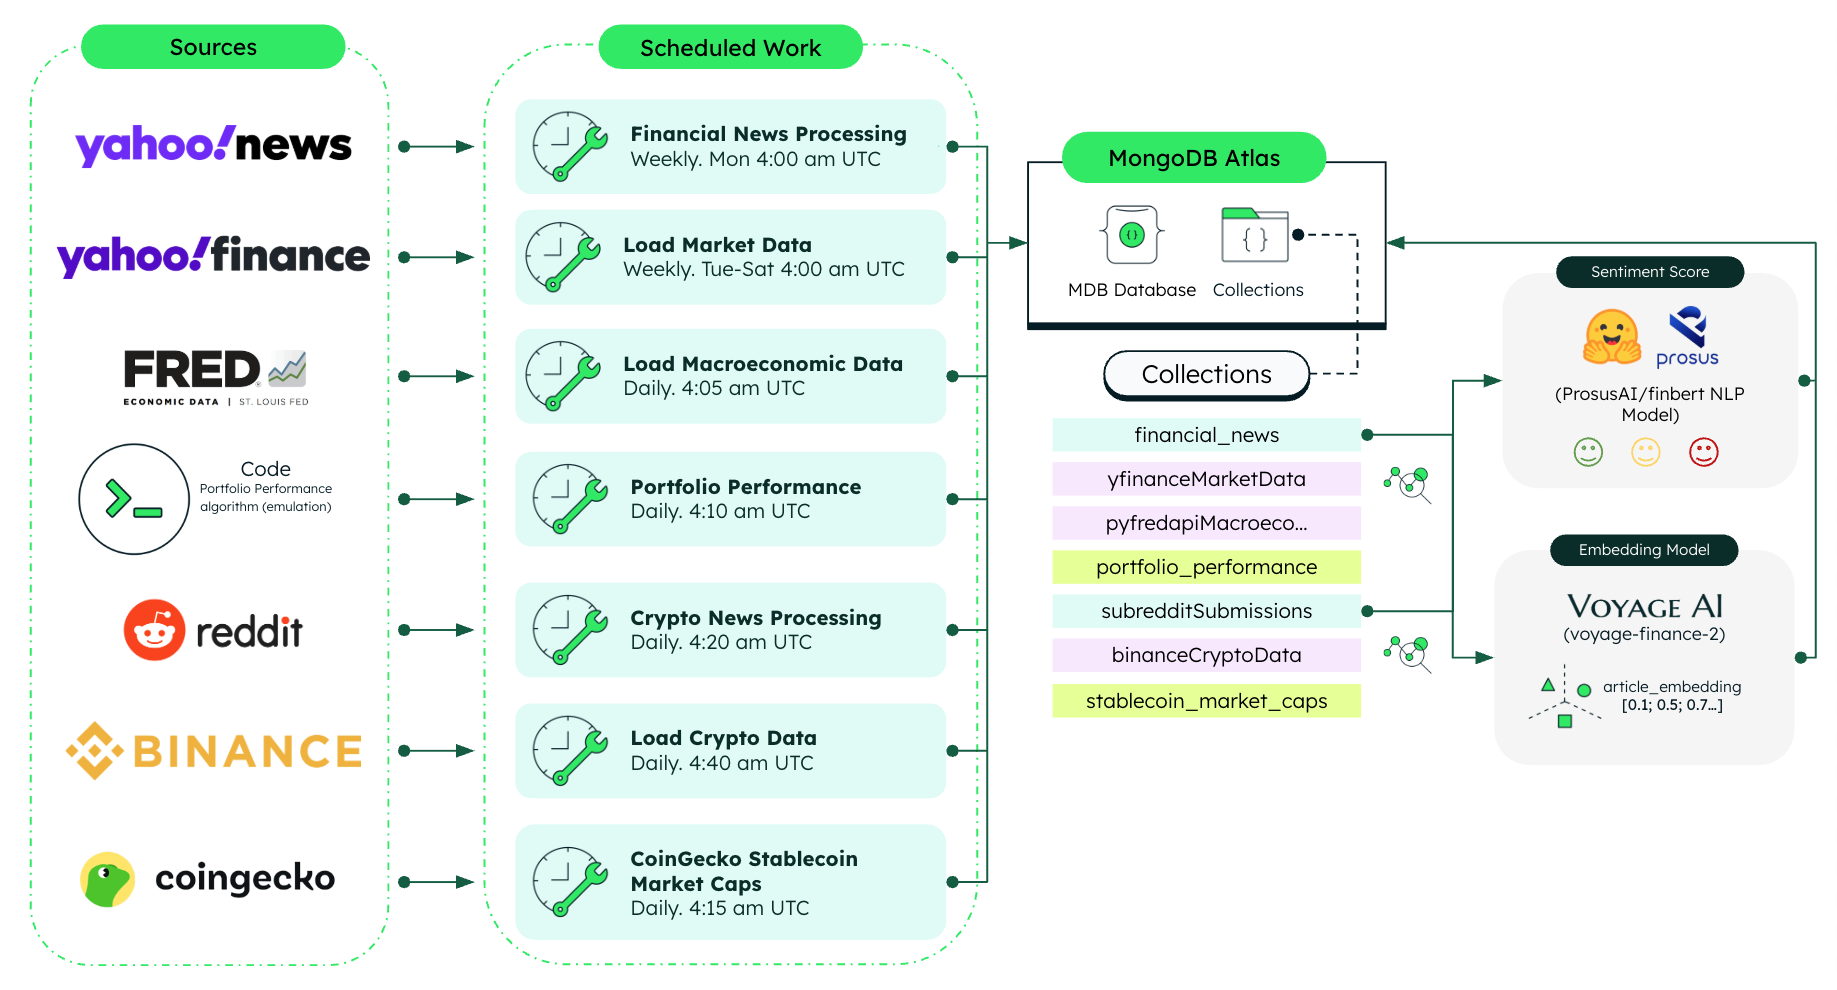 Sources
yahoo!news
yahoo!finance
FRED
ECONOMIC DATA | ST. LOUIS FED
Code
Portfolio Performance
algorithm (emulation)
reddit
BINANCE
coingecko
Scheduled Work
Financial News Processing
Weekly. Mon 4:00 am UTC
Load Market Data
Weekly. Tue-Sat 4:00 am UTC
Load Macroeconomic Data
Daily. 4:05 am UTC
Portfolio Performance
Daily. 4:10 am UTC
Crypto News Processing
Daily. 4:20 am UTC
Load Crypto Data
Daily. 4:40 am UTC
CoinGecko Stablecoin
Market Caps
Daily. 4:15 am UTC
MongoDB Atlas
MDB Database
Collections
Collections
financial_news
yfinanceMarketData
pyfredapiMacroeco...
portfolio_performance
subredditSubmissions
binanceCryptoData
stablecoin_market_caps
Sentiment Score
prosus
(ProsusAI/finbert NLP
Model)
Embedding Model
VOYAGE AI
(voyage-finance-2)
article_embedding
[0.1; 0.5; 0.7...]